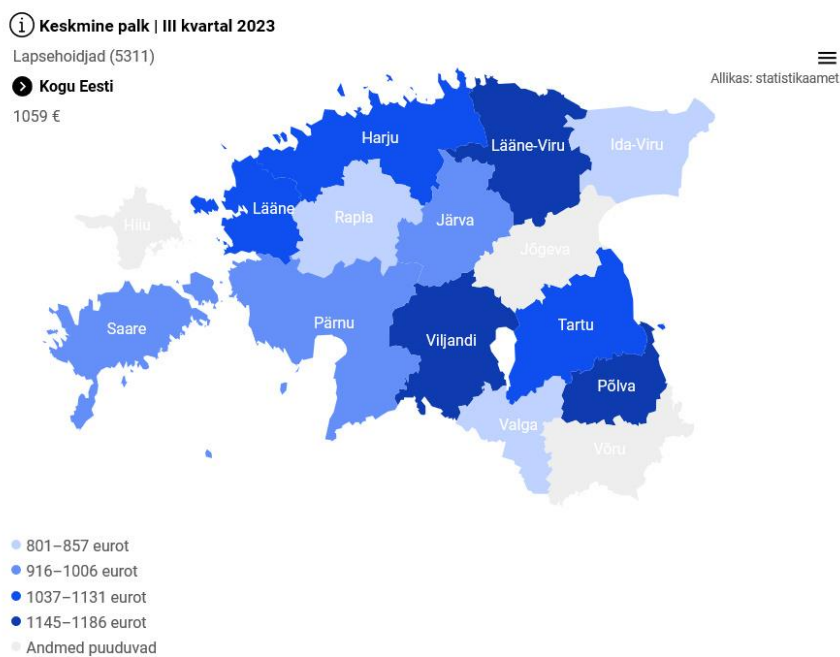 Keskmine palk | III kvartal 2023
Lapsehoidjad (5311)
Kogu Eesti
1059 €
Allikas: statistikaamet
Harju
Lääne-Viru
Ida-Viru
Hiiu
Lääne
Rapla
Järva
Jõgeva
Saare
Pärnu
Viljandi
Tartu
Põlva
Valga
Võru
801–857 eurot
916–1006 eurot
1037–1131 eurot
1145–1186 eurot
Andmed puuduvad